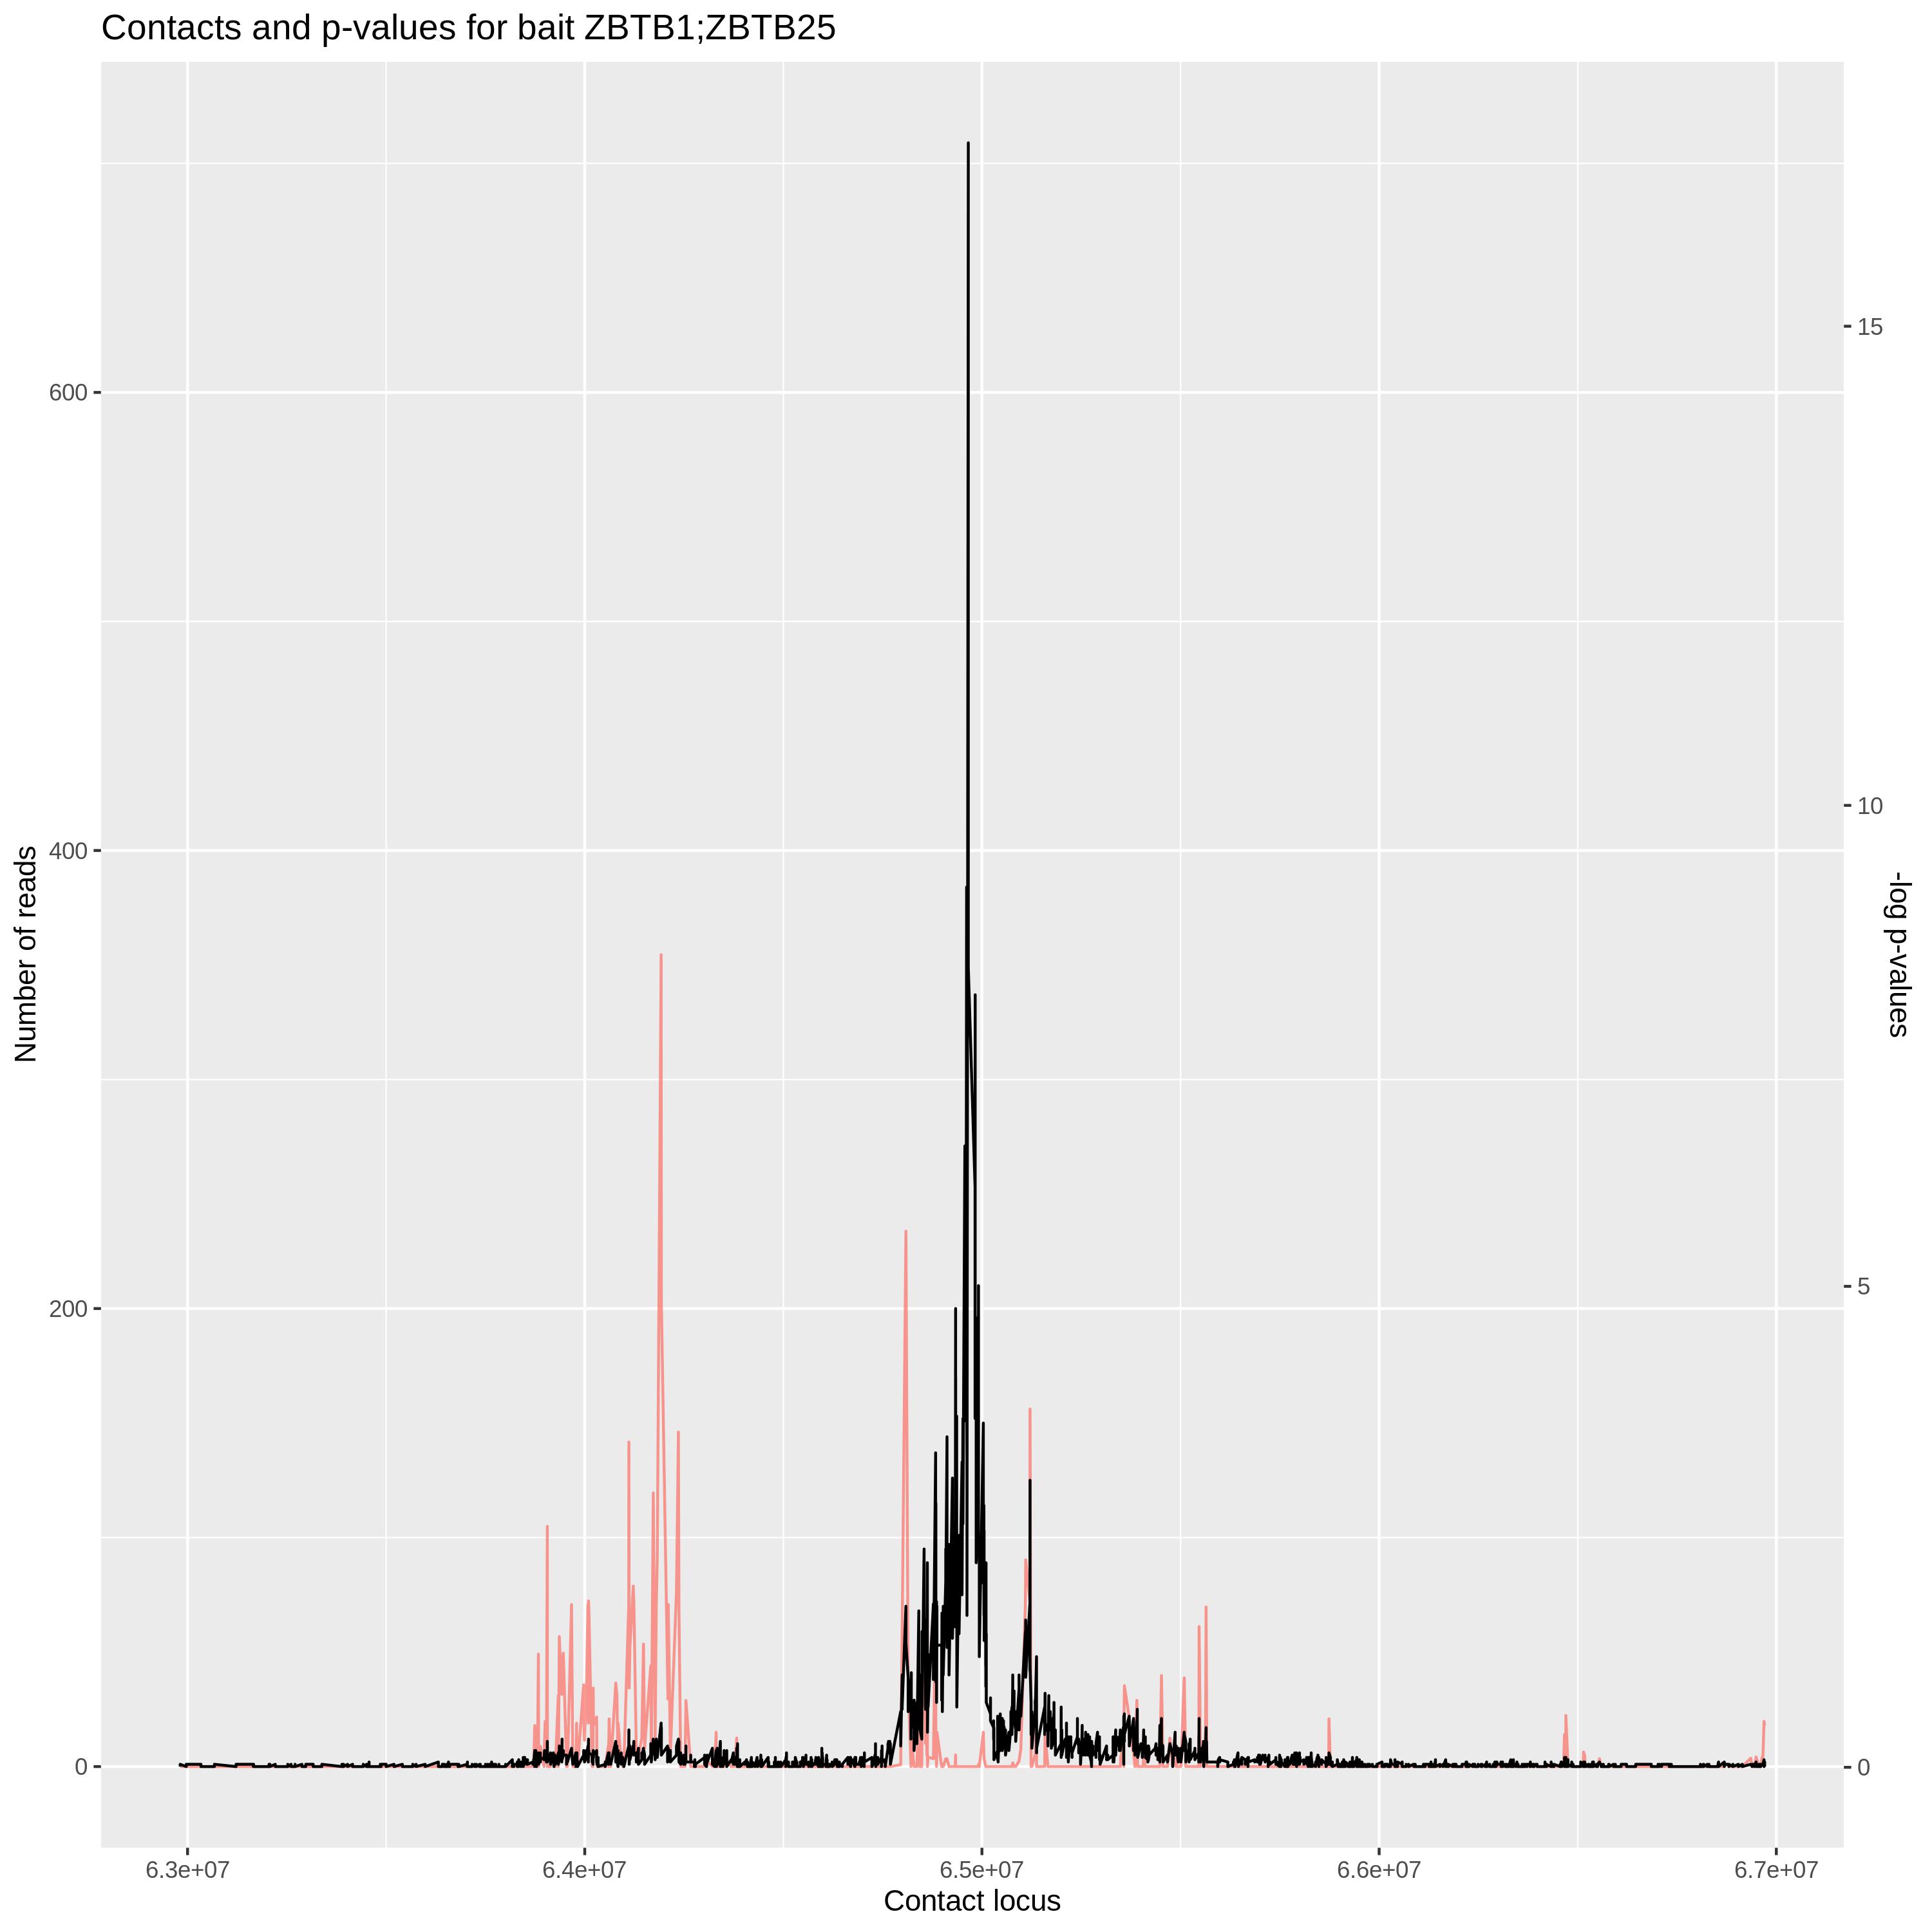 Contacts and p-values for bait ZBTB1;ZBTB25
Number of reads
600
400
200
0
15
10
5
0
-log p-values
6.3e+07
6.4e+07
6.5e+07
6.6e+07
6.7e+07
Contact locus